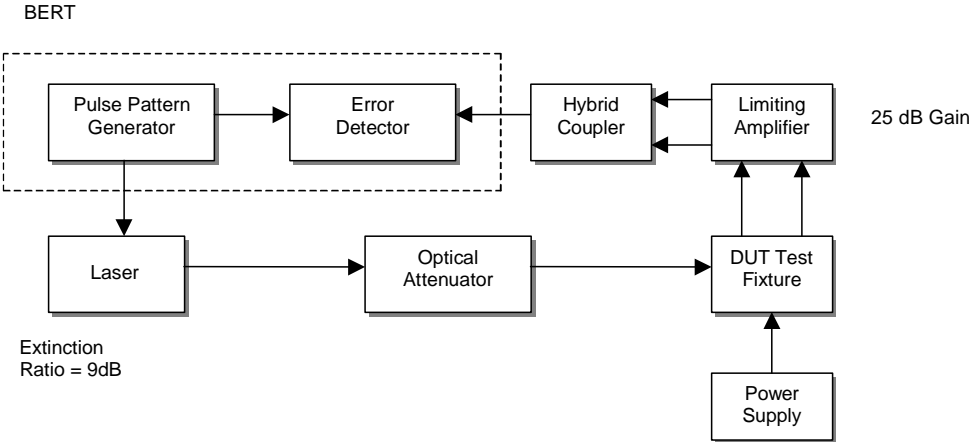 BERT
Pulse Pattern
Generator
Error
Detector
Hybrid
Coupler
Limiting
Amplifier
25 dB Gain
Laser
Optical
Attenuator
DUT Test
Fixture
Extinction
Ratio = 9dB
Power
Supply